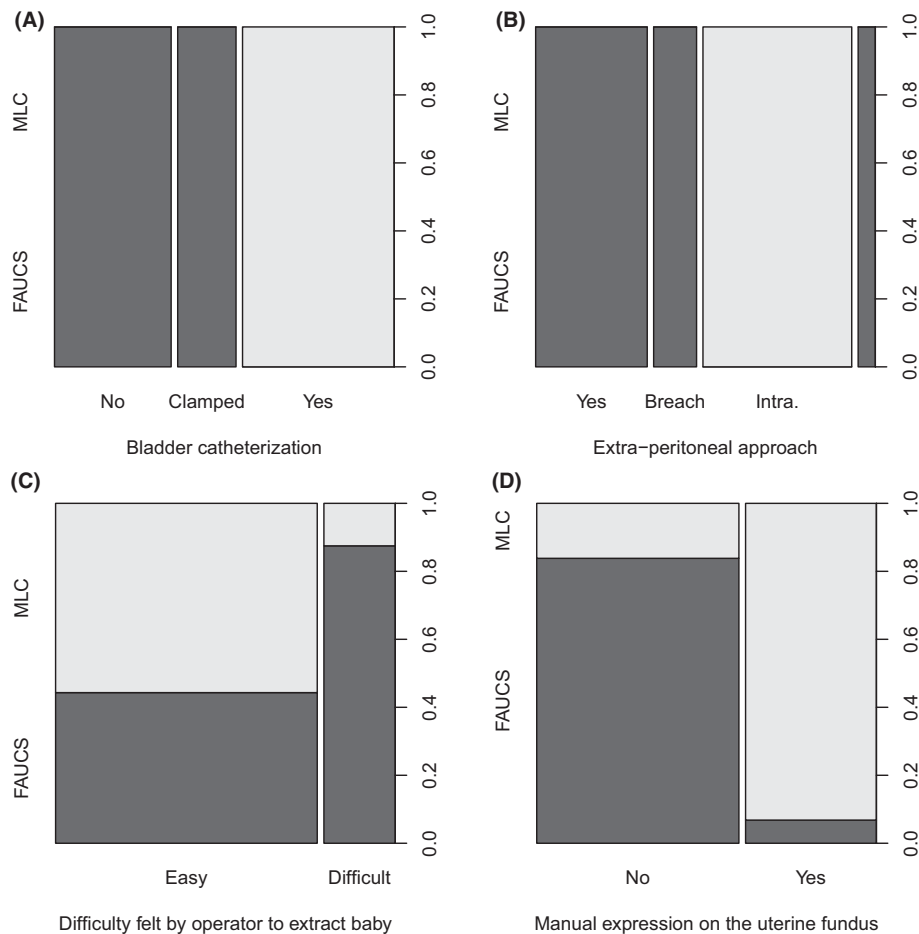 (A)
MLC
FAUCS
0.0 0.2 0.4 0.6 0.8 1.0
No Clamped Yes
Bladder catheterization
(B)
MLC
FAUCS
0.0 0.2 0.4 0.6 0.8 1.0
Yes Breach Intra.
Extra−peritoneal approach
(C)
MLC
FAUCS
0.0 0.2 0.4 0.6 0.8 1.0
Easy Difficult
Difficulty felt by operator to extract baby
(D)
MLC
FAUCS
0.0 0.2 0.4 0.6 0.8 1.0
No Yes
Manual expression on the uterine fundus